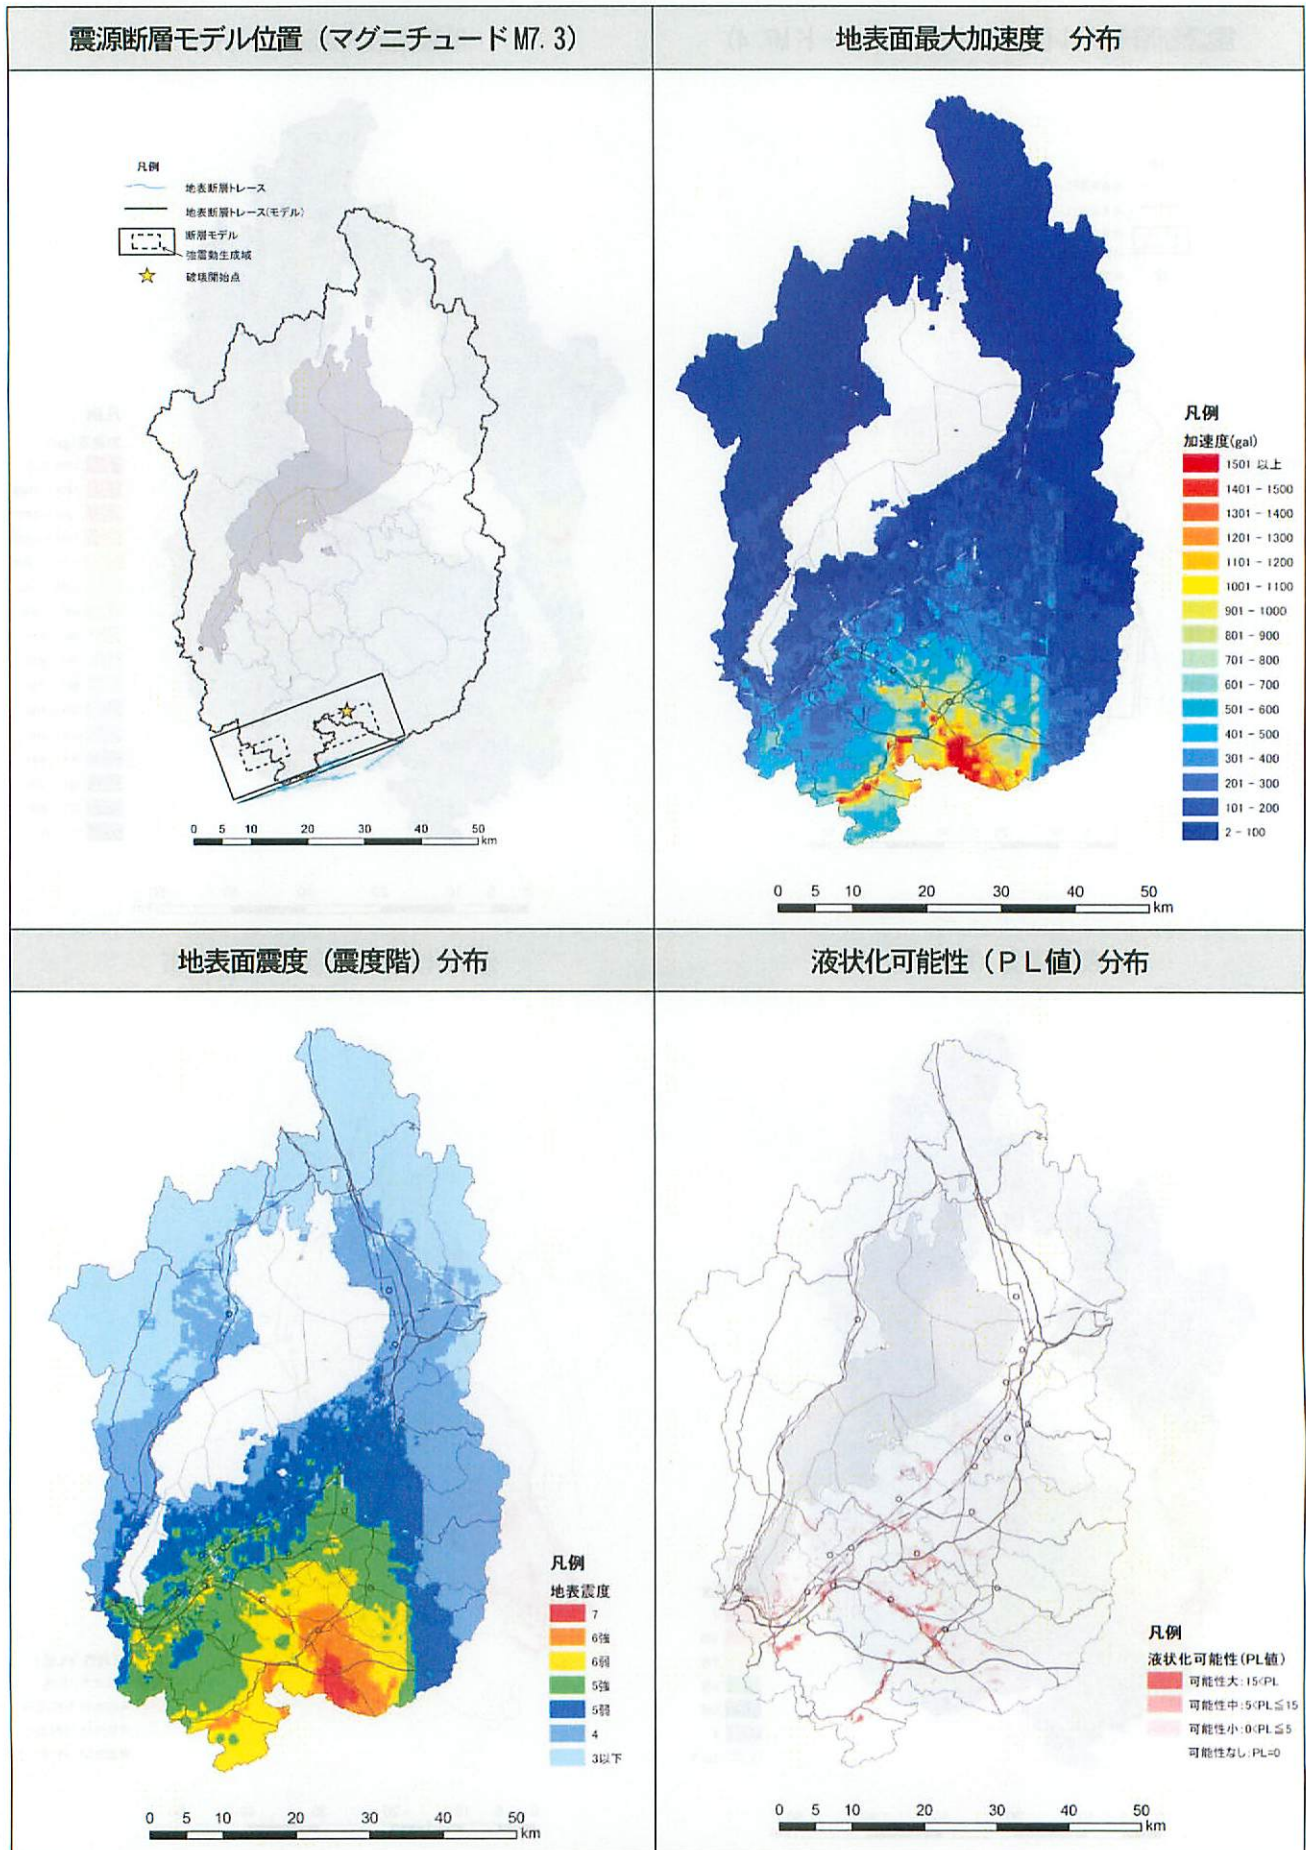 震源断層モデル位置（マグニチュードM7.3）
地表面最大加速度　分布
凡例
地表断層トレース
地表断層トレース(モデル)
断層モデル
強震動生成域
破壊開始点
0 5 10 20 30 40 50
km
凡例
加速度(gal)
1501 以上
1401 - 1500
1301 - 1400
1201 - 1300
1101 - 1200
1001 - 1100
901 - 1000
801 - 900
701 - 800
601 - 700
501 - 600
401 - 500
301 - 400
201 - 300
101 - 200
2 - 100
0 5 10 20 30 40 50
km
地表面震度（震度階）分布
液状化可能性（ＰＬ値）分布
凡例
地表震度
7
6強
6弱
5強
5弱
4
3以下
0 5 10 20 30 40 50
km
凡例
液状化可能性(PL値)
可能性大:15<PL
可能性中:5<PL≦15
可能性小:0<PL≦5
可能性なし:PL=0
0 5 10 20 30 40 50
km